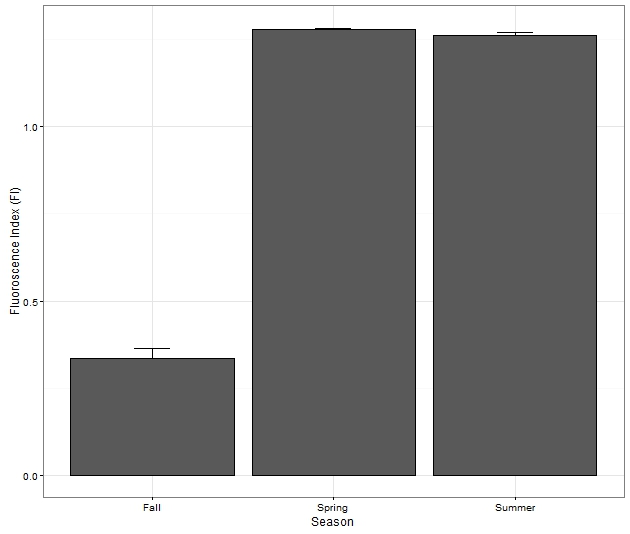 Fluoroscence Index (FI)
1.0
0.5
0.0
Fall Spring Summer
Season